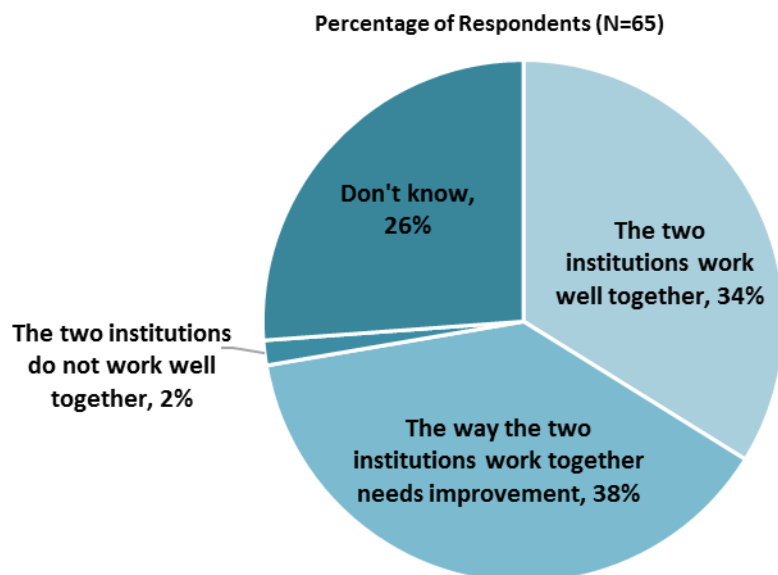 Percentage of Respondents (N=65)
Don't know,
26%
The two
institutions work
well together, 34%
The two institutions
do not work well
together, 2%
The way the two
institutions work together
needs improvement, 38%